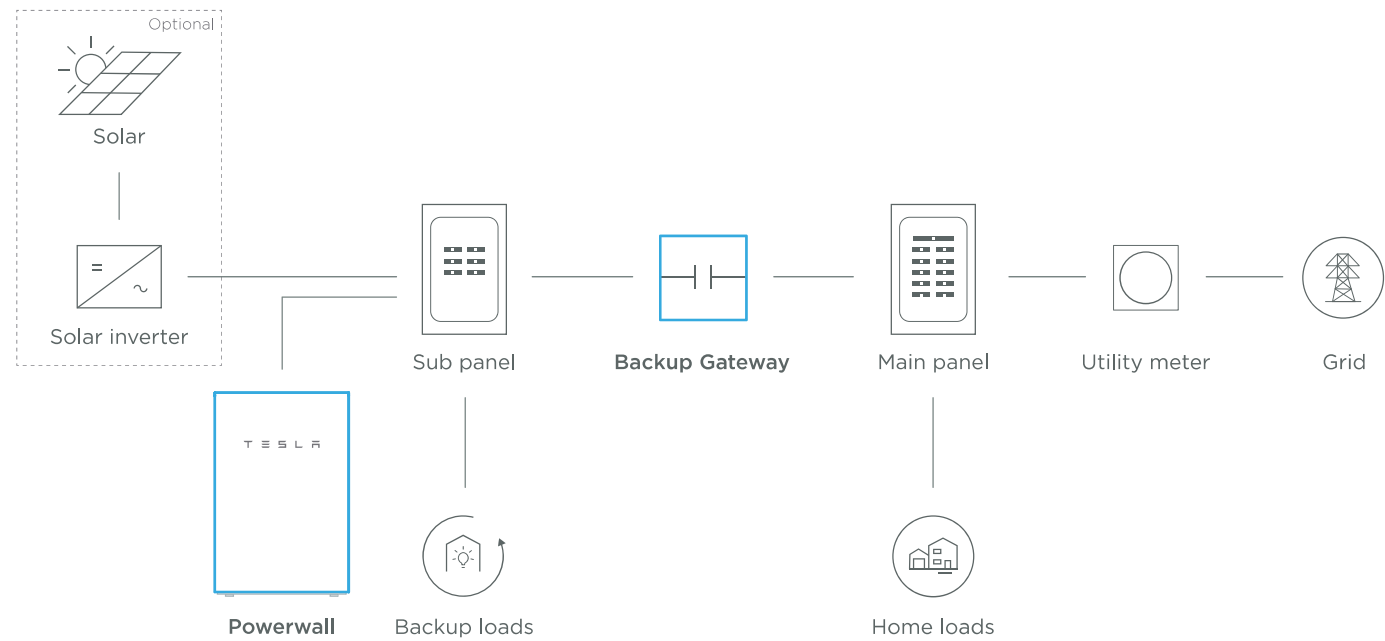 Optional
Solar
Solar inverter
Sub panel
Backup Gateway
Main panel
Utility meter
Grid
TESLA
Powerwall
Backup loads
Home loads